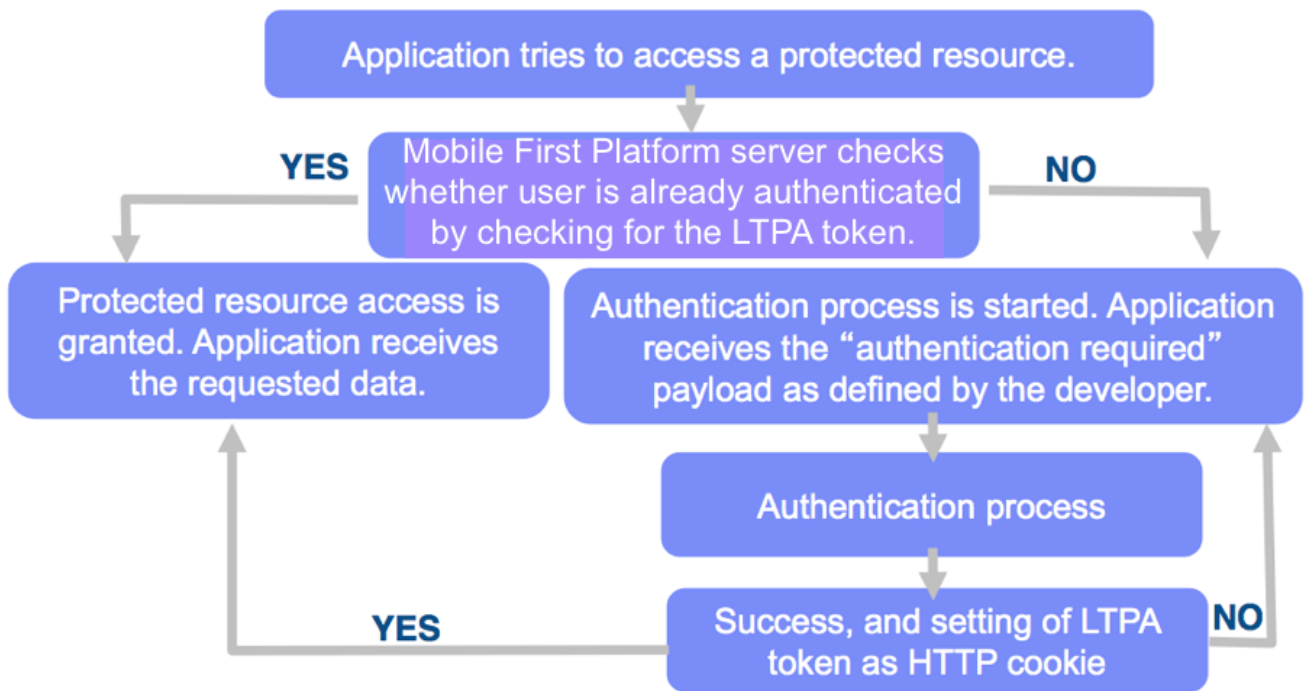 Application tries to access a protected resource.
YES
Mobile First Platform server checks
whether user is already authenticated
by checking for the LTPA token.
NO
Protected resource access is
granted. Application receives
the requested data.
Authentication process is started. Application
receives the “authentication required”
payload as defined by the developer.
Authentication process
YES
Success, and setting of LTPA
token as HTTP cookie
NO